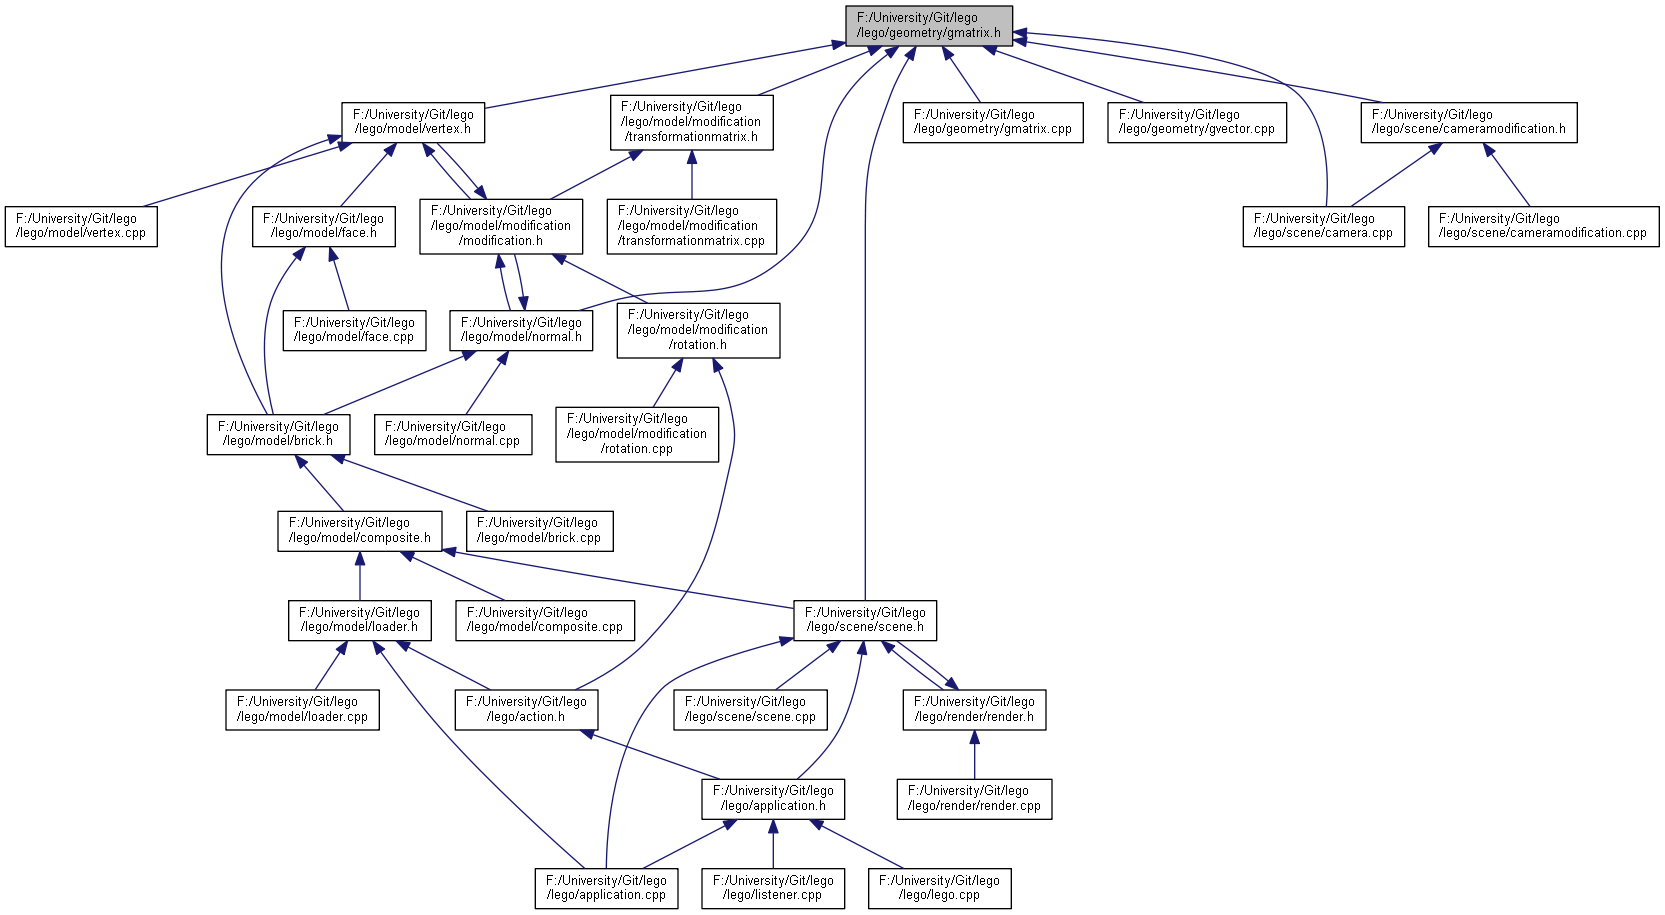 F:/University/Git/lego
/lego/geometry/gmatrix.h
F:/University/Git/lego
/lego/model/vertex.h
F:/University/Git/lego
/lego/model/modification
/transformationmatrix.h
F:/University/Git/lego
/lego/geometry/gmatrix.cpp
F:/University/Git/lego
/lego/geometry/gvector.cpp
F:/University/Git/lego
/lego/scene/cameramodification.h
F:/University/Git/lego
/lego/model/vertex.cpp
F:/University/Git/lego
/lego/model/face.h
F:/University/Git/lego
/lego/model/modification
/modification.h
F:/University/Git/lego
/lego/model/modification
/transformationmatrix.cpp
F:/University/Git/lego
/lego/scene/camera.cpp
F:/University/Git/lego
/lego/scene/cameramodification.cpp
F:/University/Git/lego
/lego/model/face.cpp
F:/University/Git/lego
/lego/model/normal.h
F:/University/Git/lego
/lego/model/modification
/rotation.h
F:/University/Git/lego
/lego/model/brick.h
F:/University/Git/lego
/lego/model/normal.cpp
F:/University/Git/lego
/lego/model/modification
/rotation.cpp
F:/University/Git/lego
/lego/model/composite.h
F:/University/Git/lego
/lego/model/brick.cpp
F:/University/Git/lego
/lego/model/loader.h
F:/University/Git/lego
/lego/model/composite.cpp
F:/University/Git/lego
/lego/scene/scene.h
F:/University/Git/lego
/lego/model/loader.cpp
F:/University/Git/lego
/lego/action.h
F:/University/Git/lego
/lego/scene/scene.cpp
F:/University/Git/lego
/lego/render/render.h
F:/University/Git/lego
/lego/application.h
F:/University/Git/lego
/lego/render/render.cpp
F:/University/Git/lego
/lego/application.cpp
F:/University/Git/lego
/lego/listener.cpp
F:/University/Git/lego
/lego/lego.cpp